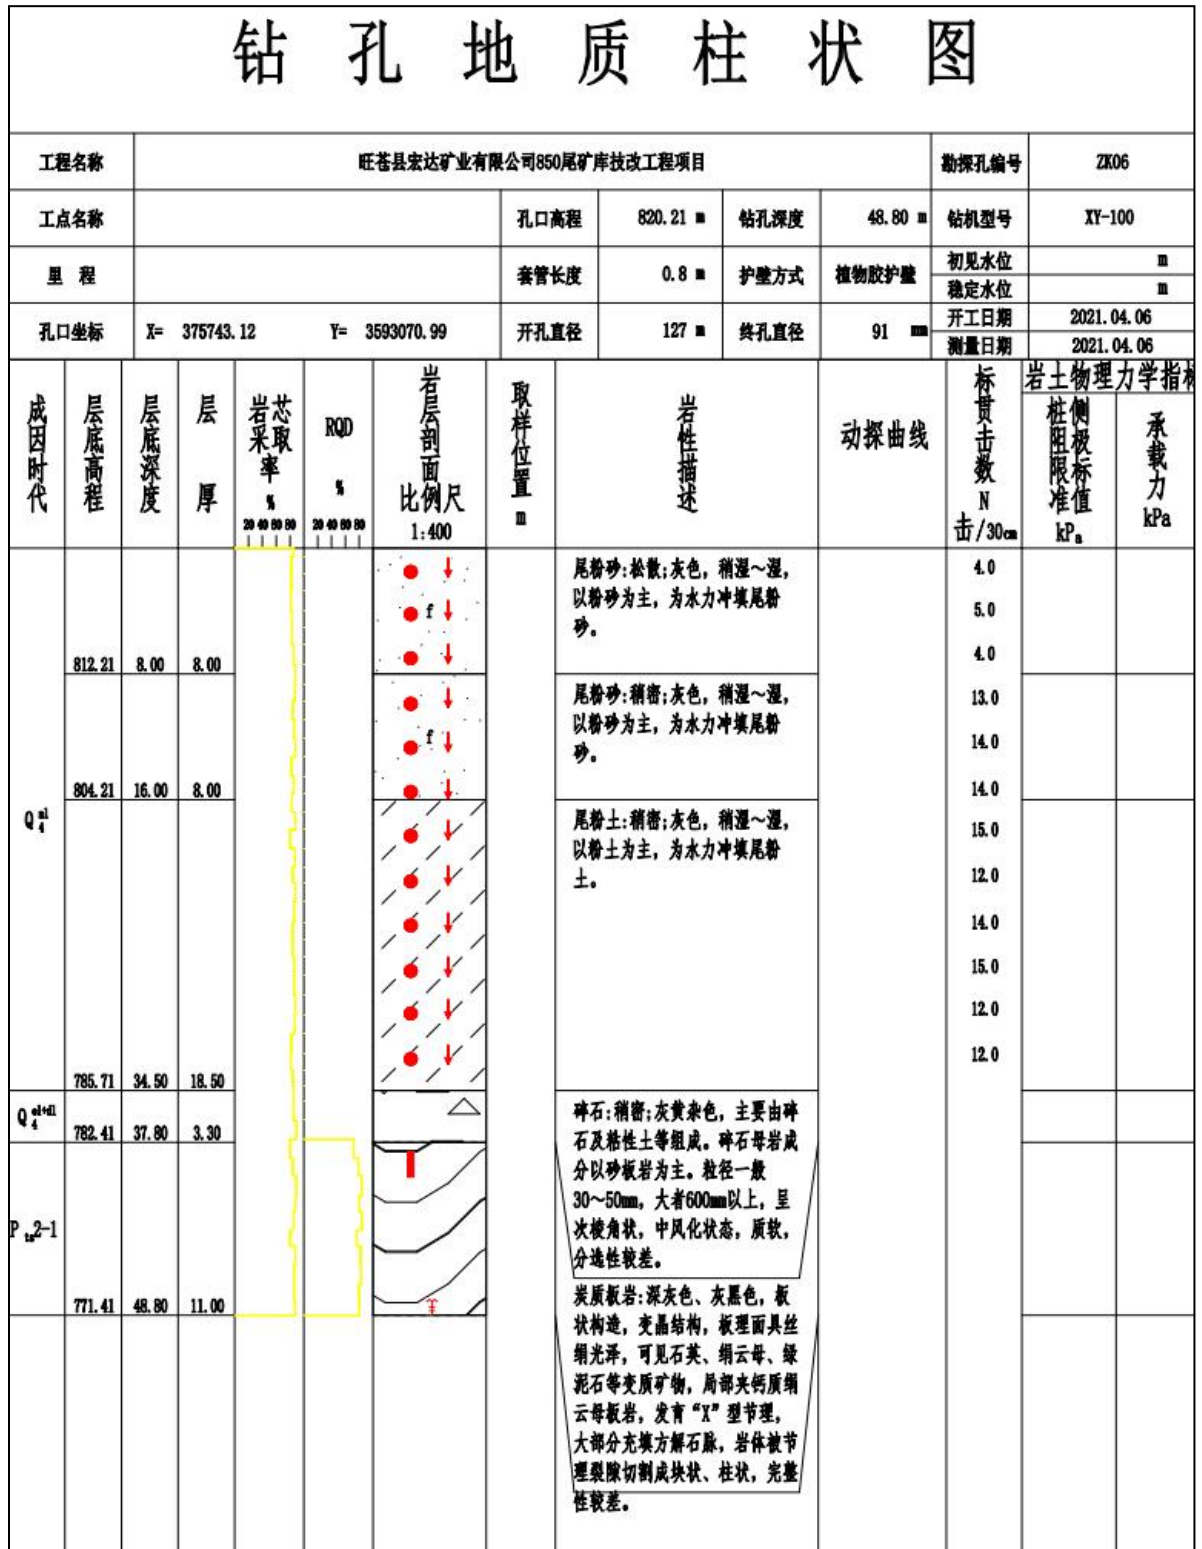 钻孔地质柱状图
工程名称 旺苍县宏达矿业有限公司850尾矿库技改工程项目 勘探孔编号 ZK06
工点名称 孔口高程 820.21 m 钻孔深度 48.80 m 钻机型号 XY-100
里 程 套管长度 0.8 m 护壁方式 植物胶护壁 初见水位 m
稳定水位 m
孔口坐标 X= 375743.12 Y= 3593070.99 开孔直径 127 m 终孔直径 91 mm 开工日期 2021.04.06
测量日期 2021.04.06
成因时代 层底高程 层底深度 层厚 岩芯采取率 % RQD % 岩层剖面 取样位置 m 岩性描述 动探曲线 标贯击数 N 击/30cm 岩土物理力学指标
比例尺
1:400
桩侧阻极限标准值 kPa 承载力 kPa
20 40 60 80 20 40 60 80
尾粉砂:松散;灰色，稍湿～湿， 4.0
以粉砂为主，为水力冲填尾粉
f 砂。 5.0
4.0
812.21 8.00 8.00
尾粉砂:稍密;灰色，稍湿～湿， 13.0
以粉砂为主，为水力冲填尾粉
f 砂。 14.0
804.21 16.00 8.00 14.0
Q4ml 尾粉土:稍密;灰色，稍湿～湿， 15.0
以粉土为主，为水力冲填尾粉
土。 12.0
14.0
15.0
12.0
12.0
785.71 34.50 18.50
Q4el+dl 碎石:稍密;灰黄杂色，主要由碎
782.41 37.80 3.30 石及粘性土等组成。碎石母岩成
分以砂板岩为主。粒径一般
30～50mm，大者600mm以上，呈
P 2-1 次棱角状，中风化状态，质软，
分选性较差。
771.41 48.80 11.00 炭质板岩:深灰色、灰黑色，板
状构造，变晶结构，板理面具丝
绢光泽，可见石英、绢云母、绿
泥石等变质矿物，局部夹钙质绢
云母板岩，发育“X”型节理，
大部分充填方解石脉，岩体被节
理裂隙切割成块状、柱状，完整
性较差。